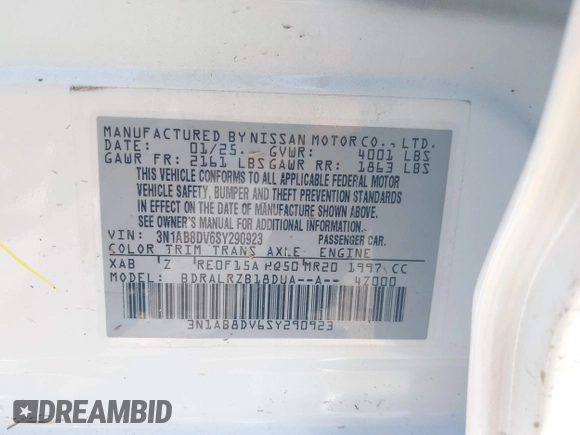 MANUFACTURED BY NISSAN MOTOR CO., LTD.
DATE: 01/25. GVWR: 4001 LBS
GAWR FR: 2161 LBS GAWR RR: 1863 LBS
THIS VEHICLE CONFORMS TO ALL APPLICABLE FEDERAL MOTOR
VEHICLE SAFETY, BUMPER AND THEFT PREVENTION STANDARDS
IN EFFECT ON THE DATE OF MANUFACTURE SHOWN ABOVE.
SEE OWNER'S MANUAL FOR ADDITIONAL INFORMATION
VIN: 3N1AB8DV6SY290923 PASSENGER CAR.
COLOR TRIM TRANS AXLE ENGINE
XAB Z RE0F15A HQ50 MR20 1997 CC
MODEL: BDRALRZB18DUA--A-- 4Z000
3N1AB8DV6SY290923
DREAMBID